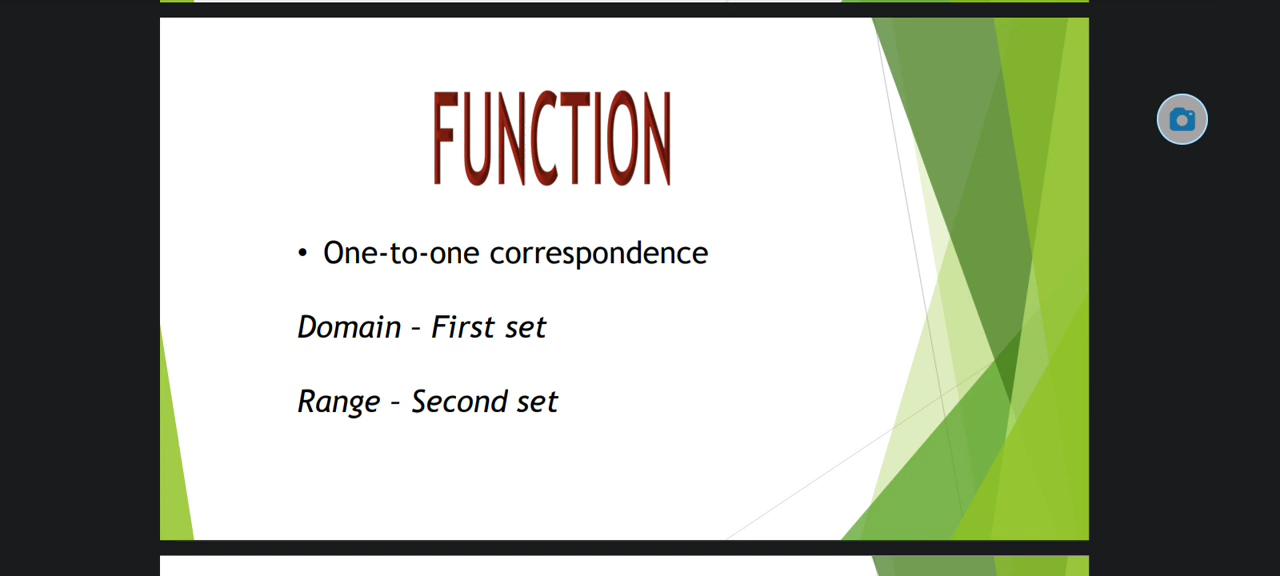 FUNCTION
• One-to-one correspondence
Domain – First set
Range – Second set